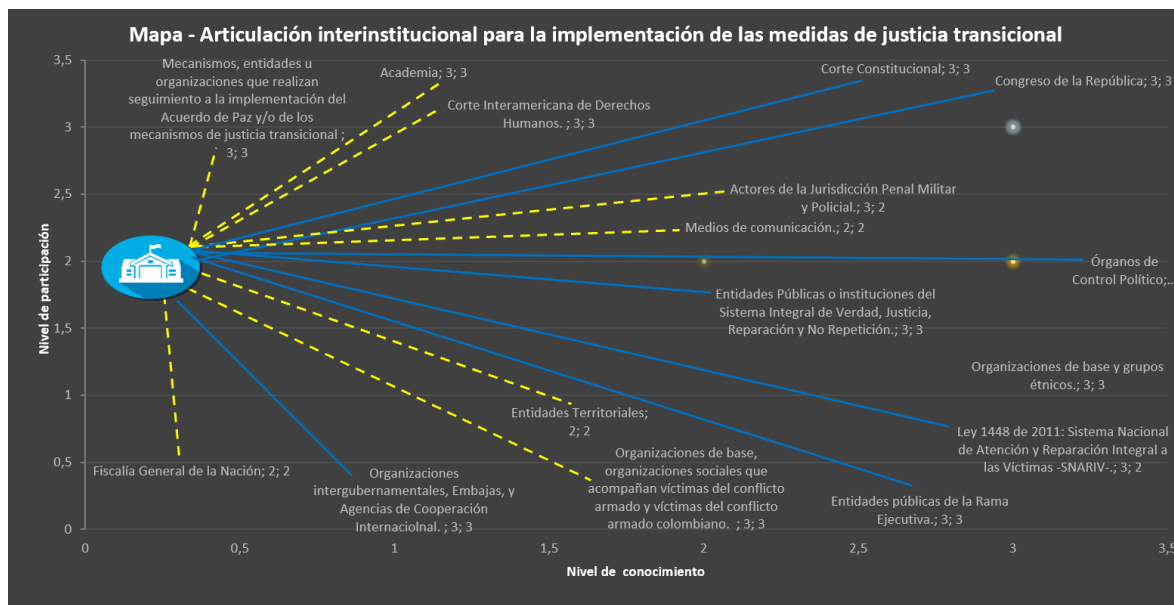 Mapa - Articulación interinstitucional para la implementación de las medidas de justicia transicional
Nivel de participación
3,5
3
2,5
2
1,5
1
0,5
0
Mecanismos, entidades u
organizaciones que realizan
seguimiento a la implementación del
Acuerdo de Paz y/o de los
mecanismos de justicia transicional ;
3; 3
Academia; 3; 3
Corte Interamericana de Derechos
Humanos. ; 3; 3
Corte Constitucional; 3; 3
Congreso de la República; 3; 3
Actores de la Jurisdicción Penal Militar
y Policial.; 3; 2
Medios de comunicación.; 2; 2
Órganos de
Control Político;...
Entidades Públicas o instituciones del
Sistema Integral de Verdad, Justicia,
Reparación y No Repetición.; 3; 3
Organizaciones de base y grupos
étnicos.; 3; 3
Entidades Territoriales;
2; 2
Ley 1448 de 2011: Sistema Nacional
de Atención y Reparación Integral a
las Víctimas -SNARIV-.; 3; 2
Fiscalía General de la Nación; 2; 2
Organizaciones
intergubernamentales, Embajas, y
Agencias de Cooperación
Internaciolnal. ; 3; 3
Organizaciones de base,
organizaciones sociales que
acompañan víctimas del conflicto
armado y víctimas del conflicto
armado colombiano. ; 3; 3
Entidades públicas de la Rama
Ejecutiva.; 3; 3
0
0,5
1
1,5
2
2,5
3
3,5
Nivel de conocimiento